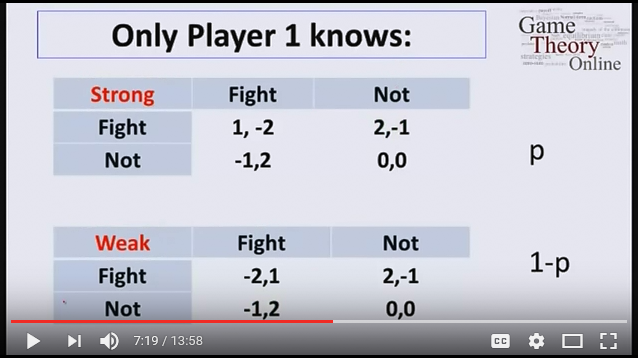 Only Player 1 knows:
Game
Theory
Online
Strong Fight Not
Fight 1, -2 2,-1
Not -1,2 0,0
p
Weak Fight Not
Fight -2,1 2,-1
Not -1,2 0,0
1-p
7:19 / 13:58
CC